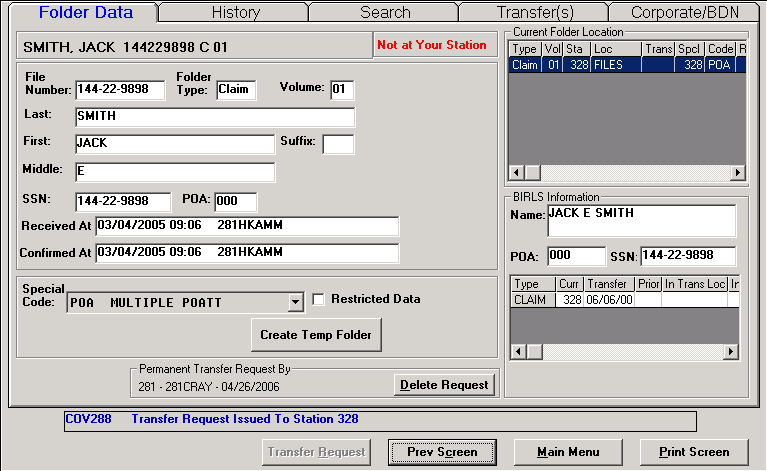 Folder Data History Search Transfer(s) Corporate/BDN
SMITH, JACK 144229898 C 01 Not at Your Station
File Number: 144-22-9898 Folder Type: Claim Volume: 01
Last: SMITH
First: JACK Suffix:
Middle: E
SSN: 144-22-9898 POA: 000
Received At 03/04/2005 09:06 281HKAMM
Confirmed At 03/04/2005 09:06 281HKAMM
Special Code: POA MULTIPLE POATT Restricted Data
Create Temp Folder
Permanent Transfer Request By
281 - 281CRAY - 04/26/2006 Delete Request
Current Folder Location
Type Vol Sta Loc Trans Spcl Code R
Claim 01 328 FILES 328 POA
BIRLS Information
Name: JACK E SMITH
POA: 000 SSN: 144-22-9898
Type Curr Transfer Prior In Trans Loc In
CLAIM 328 06/06/00
COV288 Transfer Request Issued To Station 328
Transfer Request Prev Screen Main Menu Print Screen